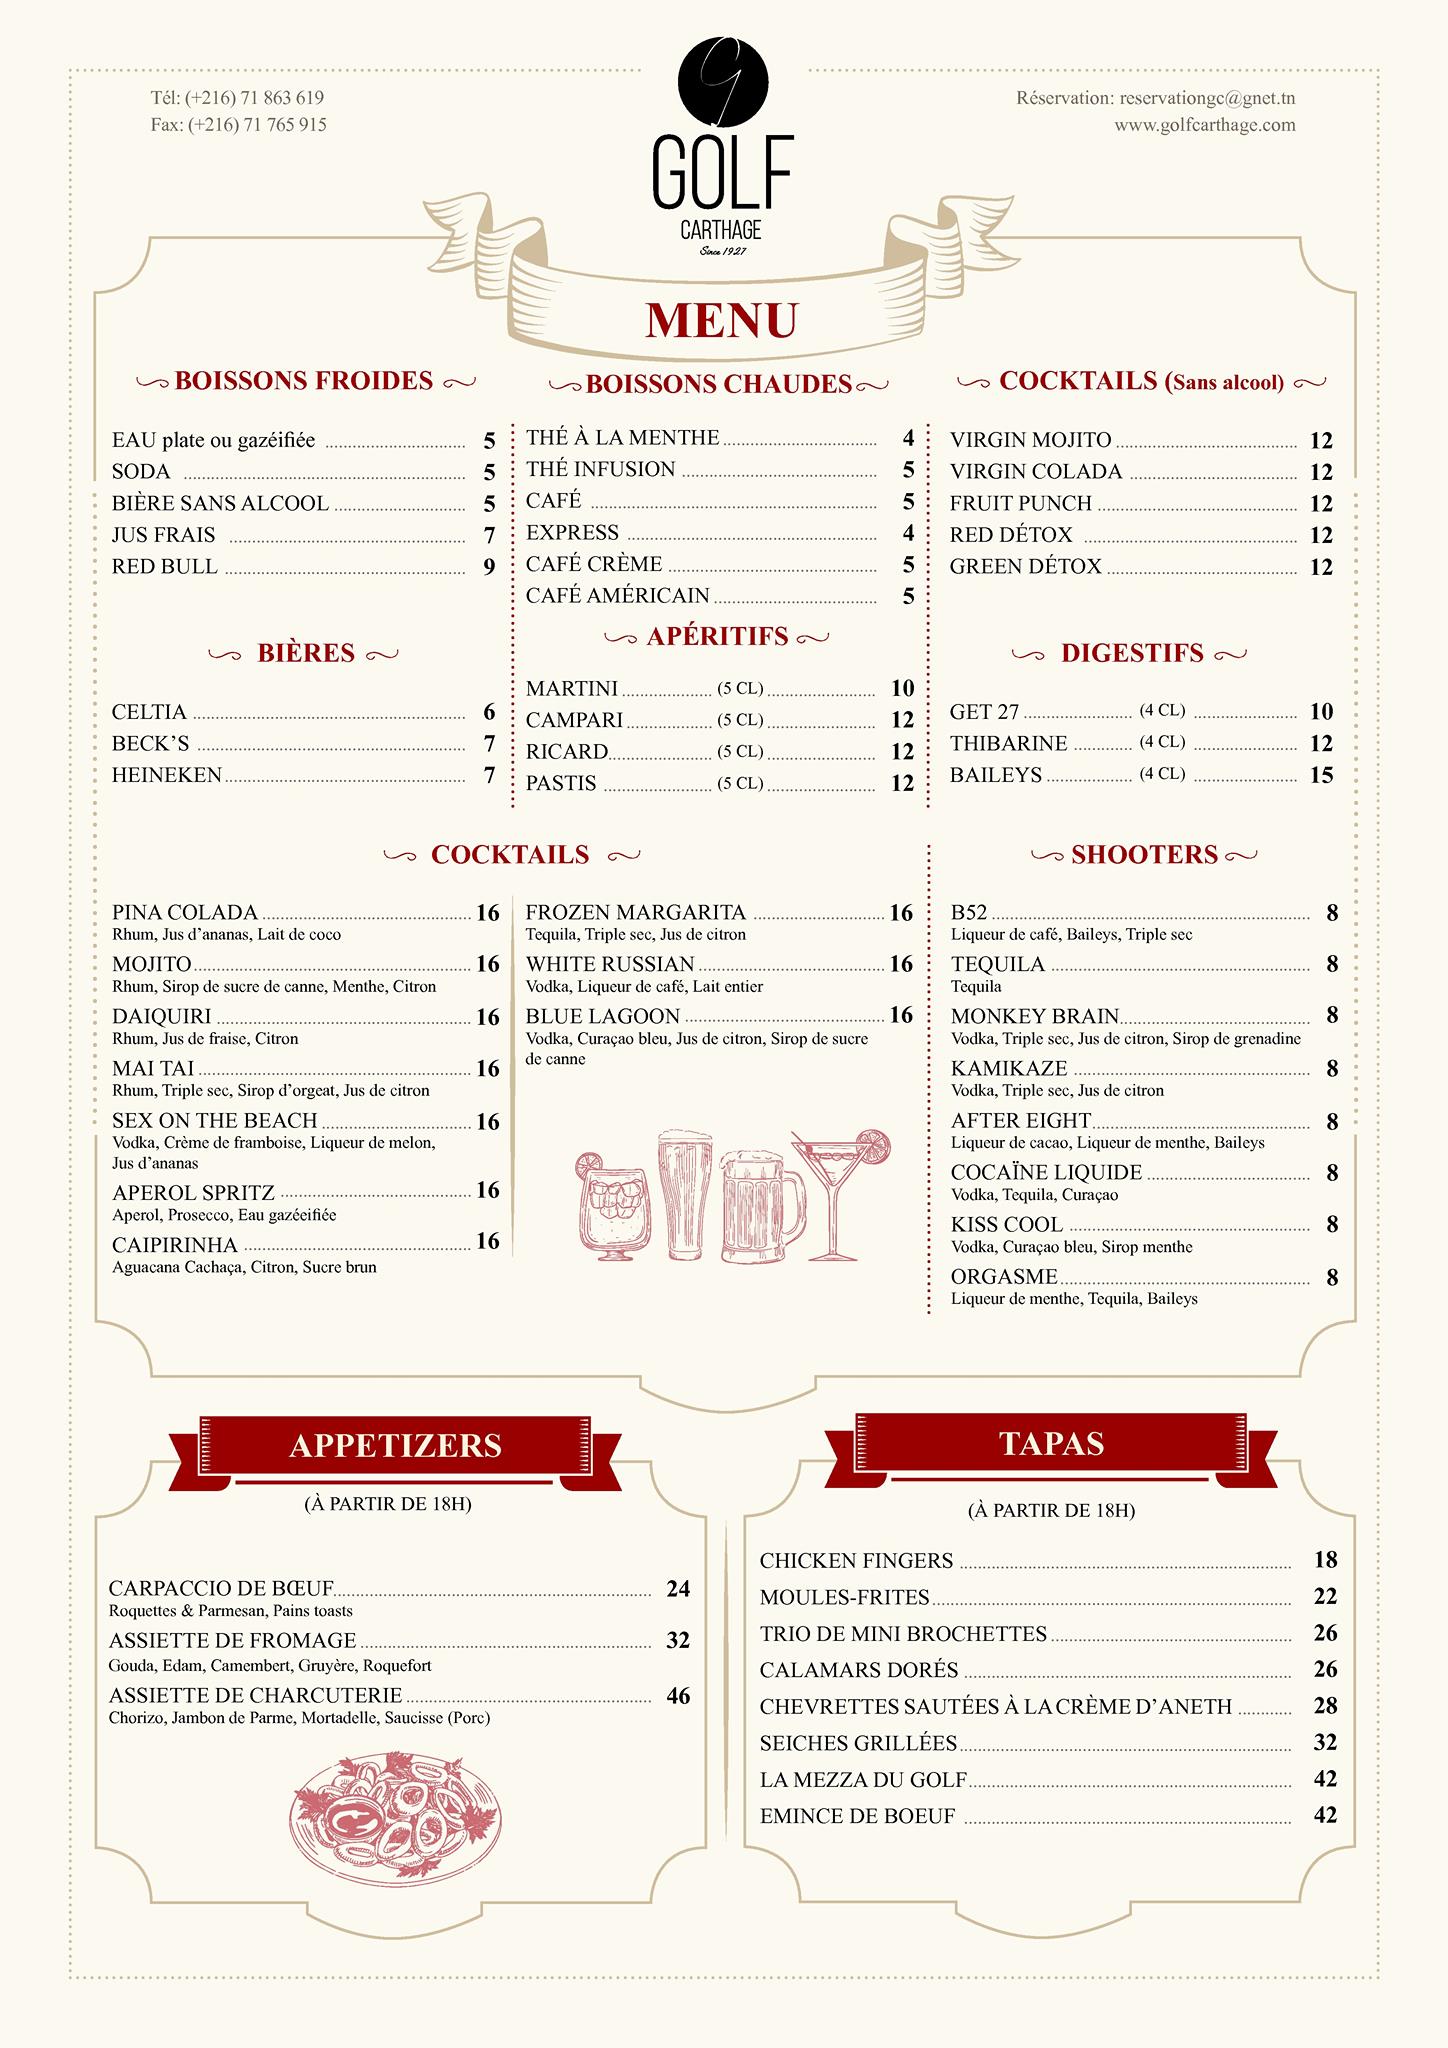 Tél: (+216) 71 863 619
Fax: (+216) 71 765 915
G
GOLF
CARTHAGE
Since 1927
Réservation: reservationgc@gnet.tn
www.golfcarthage.com
MENU
BOISSONS FROIDES
EAU plate ou gazéifiée 5
SODA 5
BIÈRE SANS ALCOOL 5
JUS FRAIS 7
RED BULL 9
BOISSONS CHAUDES
THÉ À LA MENTHE 4
THÉ INFUSION 5
CAFÉ 5
EXPRESS 4
CAFÉ CRÈME 5
CAFÉ AMÉRICAIN 5
COCKTAILS (Sans alcool)
VIRGIN MOJITO 12
VIRGIN COLADA 12
FRUIT PUNCH 12
RED DÉTOX 12
GREEN DÉTOX 12
BIÈRES
CELTIA 6
BECK’S 7
HEINEKEN 7
APÉRITIFS
MARTINI (5 CL) 10
CAMPARI (5 CL) 12
RICARD (5 CL) 12
PASTIS (5 CL) 12
DIGESTIFS
GET 27 (4 CL) 10
THIBARINE (4 CL) 12
BAILEYS (4 CL) 15
COCKTAILS
PINA COLADA 16
Rhum, Jus d’ananas, Lait de coco
MOJITO 16
Rhum, Sirop de sucre de canne, Menthe, Citron
DAIQUIRI 16
Rhum, Jus de fraise, Citron
MAI TAI 16
Rhum, Triple sec, Sirop d’orgeat, Jus de citron
SEX ON THE BEACH 16
Vodka, Crème de framboise, Liqueur de melon,
Jus d’ananas
APEROL SPRITZ 16
Aperol, Prosecco, Eau gazéeifiée
CAIPIRINHA 16
Aguacana Cachaça, Citron, Sucre brun
FROZEN MARGARITA 16
Tequila, Triple sec, Jus de citron
WHITE RUSSIAN 16
Vodka, Liqueur de café, Lait entier
BLUE LAGOON 16
Vodka, Curaçao bleu, Jus de citron, Sirop de sucre
de canne
SHOOTERS
B52 8
Liqueur de café, Baileys, Triple sec
TEQUILA 8
Tequila
MONKEY BRAIN 8
Vodka, Triple sec, Jus de citron, Sirop de grenadine
KAMIKAZE 8
Vodka, Triple sec, Jus de citron
AFTER EIGHT 8
Liqueur de cacao, Liqueur de menthe, Baileys
COCAÏNE LIQUIDE 8
Vodka, Tequila, Curaçao
KISS COOL 8
Vodka, Curaçao bleu, Sirop menthe
ORGASME 8
Liqueur de menthe, Tequila, Baileys
APPETIZERS
(À PARTIR DE 18H)
CARPACCIO DE BŒUF 24
Roquettes & Parmesan, Pains toasts
ASSIETTE DE FROMAGE 32
Gouda, Edam, Camembert, Gruyère, Roquefort
ASSIETTE DE CHARCUTERIE 46
Chorizo, Jambon de Parme, Mortadelle, Saucisse (Porc)
TAPAS
(À PARTIR DE 18H)
CHICKEN FINGERS 18
MOULES-FRITES 22
TRIO DE MINI BROCHETTES 26
CALAMARS DORÉS 26
CHEVRETTES SAUTÉES À LA CRÈME D’ANETH 28
SEICHES GRILLÉES 32
LA MEZZA DU GOLF 42
EMINCE DE BOEUF 42